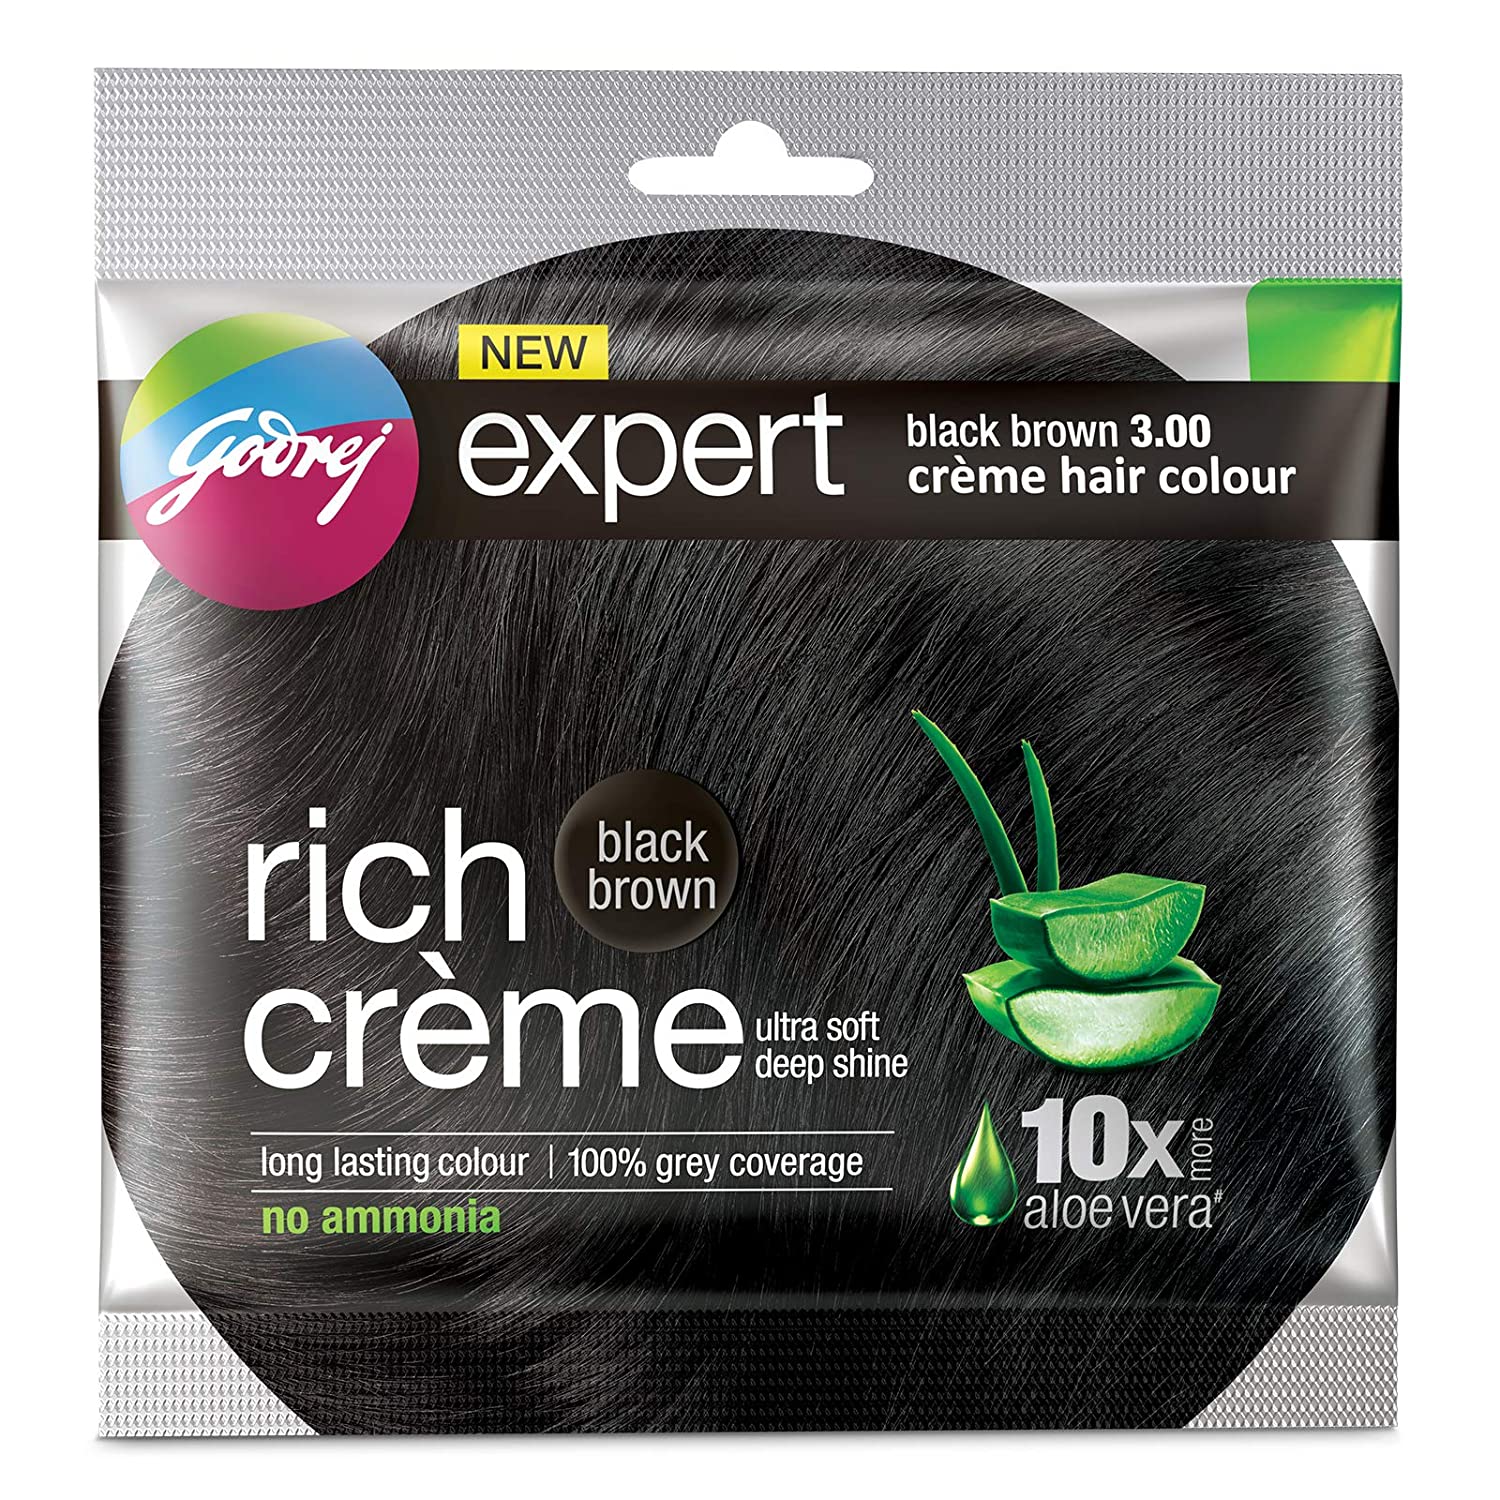 NEW
Godrej
expert
black brown 3.00
crème hair colour
rich
crème
black
brown
ultra soft
deep shine
long lasting colour | 100% grey coverage
no ammonia
10x
more
aloe vera#